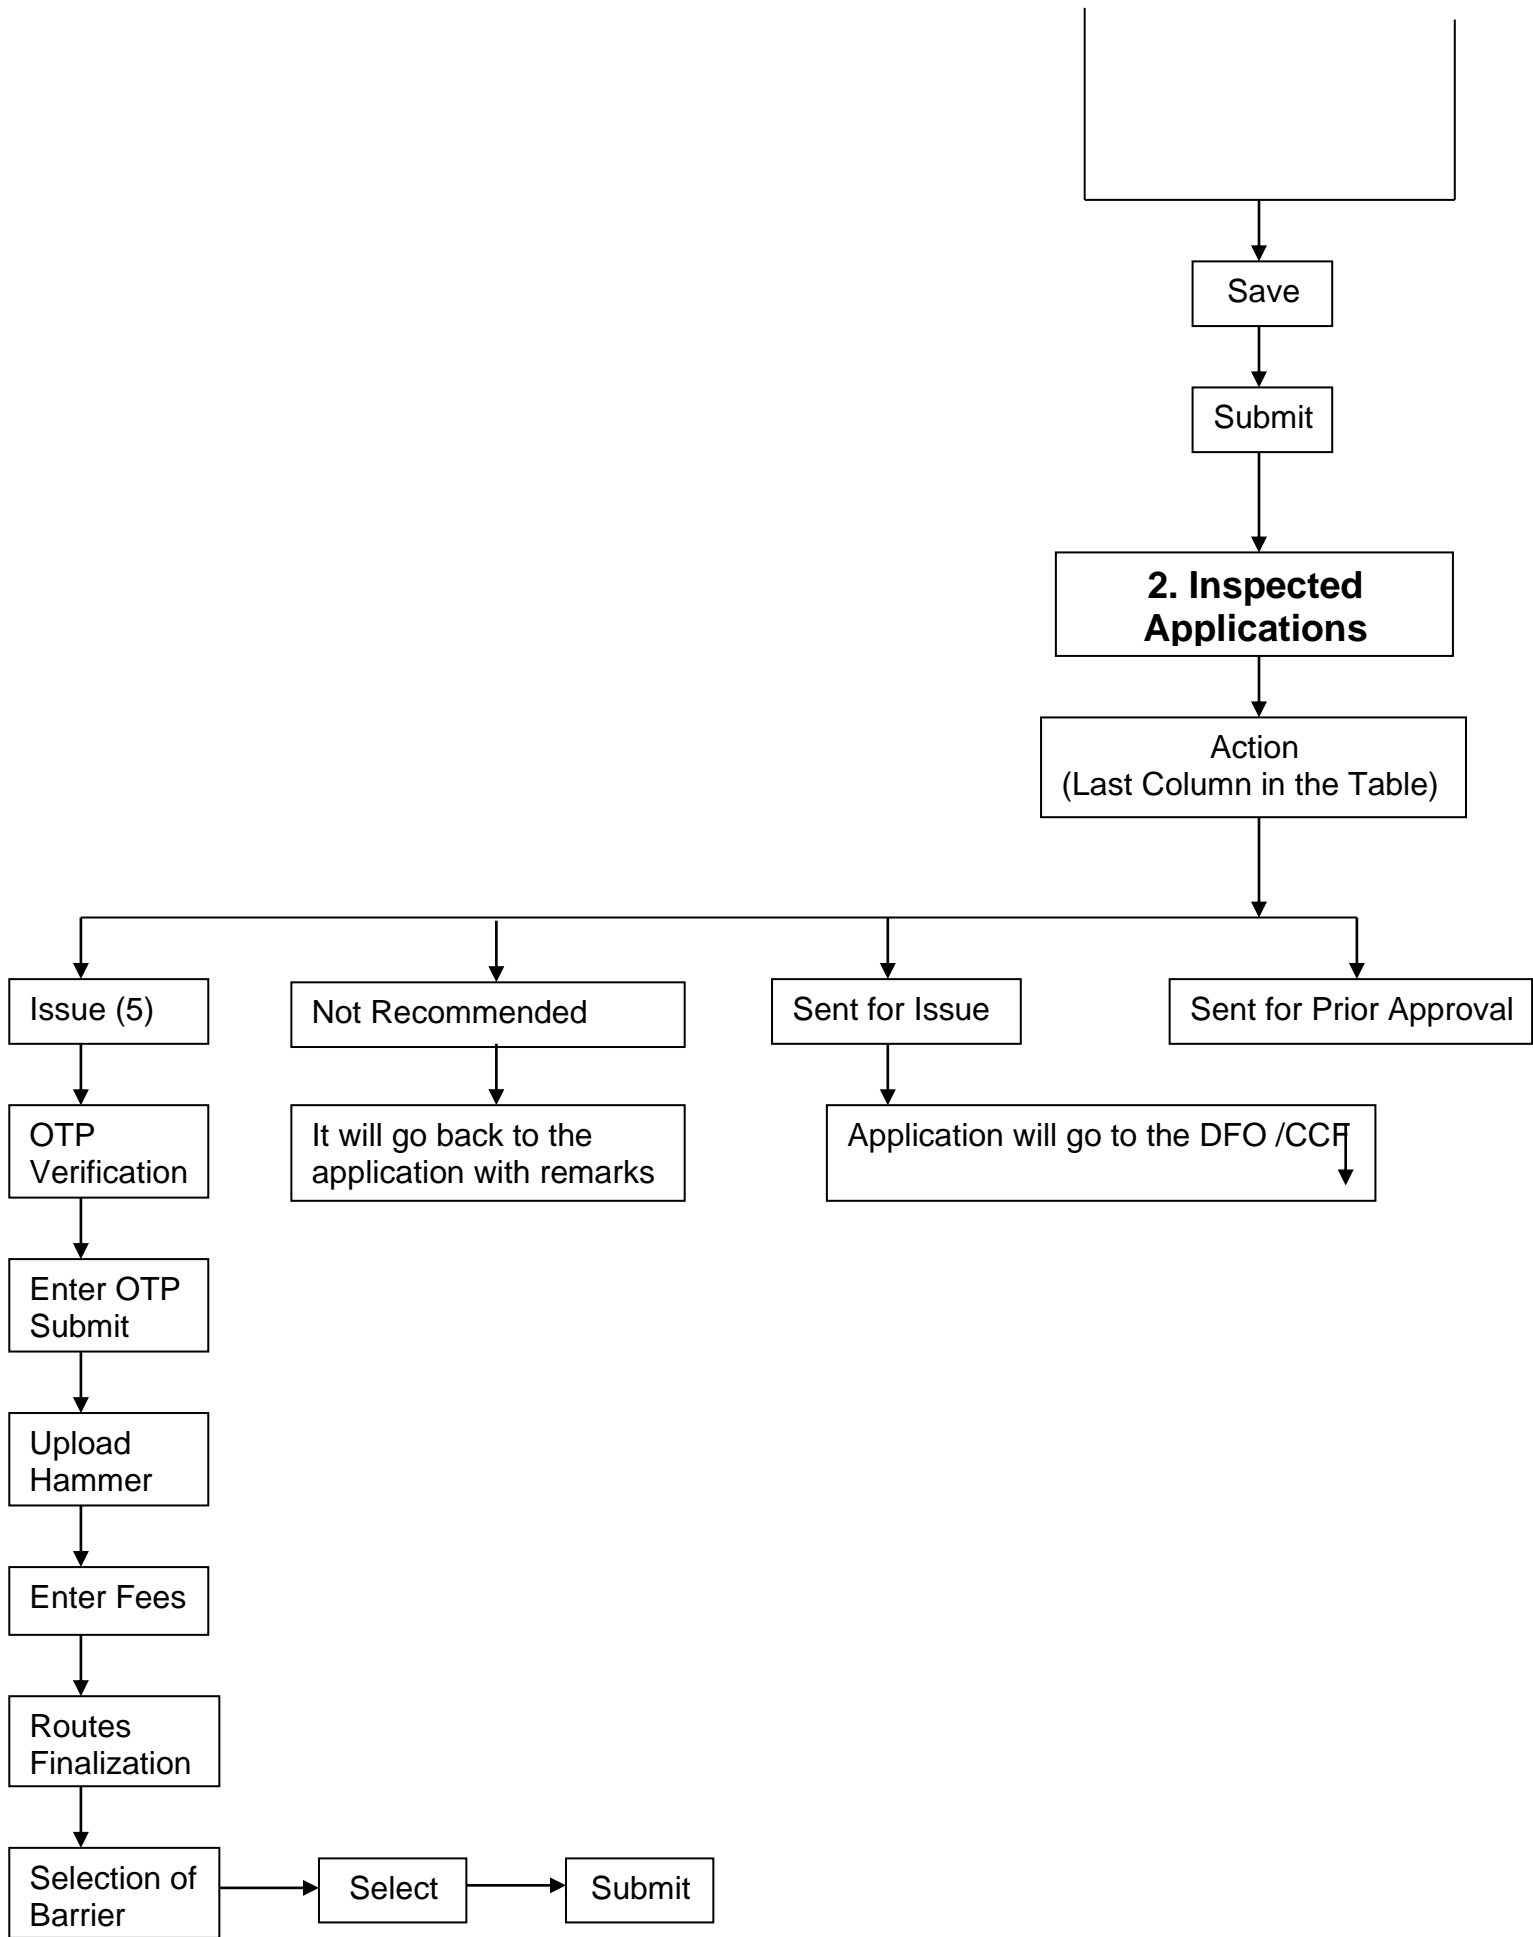 Save
Submit
2. Inspected
Applications
Action
(Last Column in the Table)
Issue (5)
Not Recommended
Sent for Issue
Sent for Prior Approval
OTP
Verification
It will go back to the
application with remarks
Application will go to the DFO /CCF
Enter OTP
Submit
Upload
Hammer
Enter Fees
Routes
Finalization
Selection of
Barrier
Select
Submit